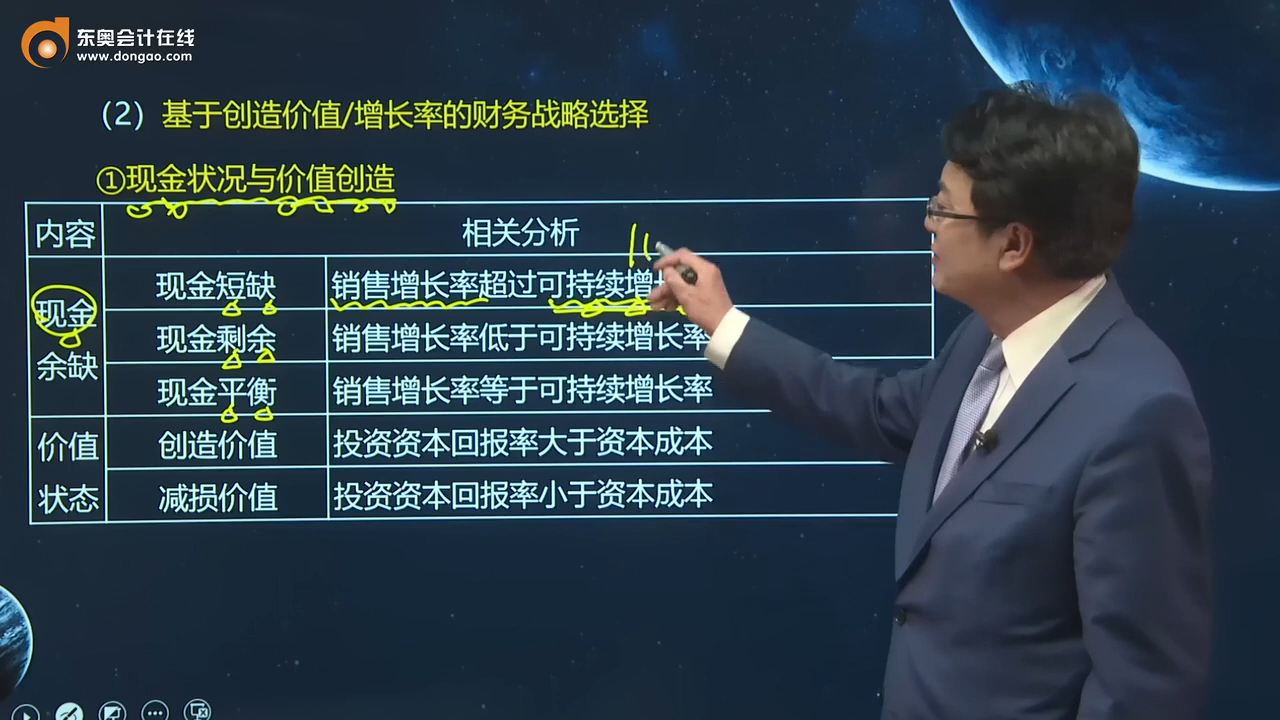 东奥会计在线
www.dongao.com
(2) 基于创造价值/增长率的财务战略选择
①现金状况与价值创造
内容 相关分析
现金余缺
现金短缺 销售增长率超过可持续增
现金剩余 销售增长率低于可持续增长率
现金平衡 销售增长率等于可持续增长率
价值状态
创造价值 投资资本回报率大于资本成本
减损价值 投资资本回报率小于资本成本